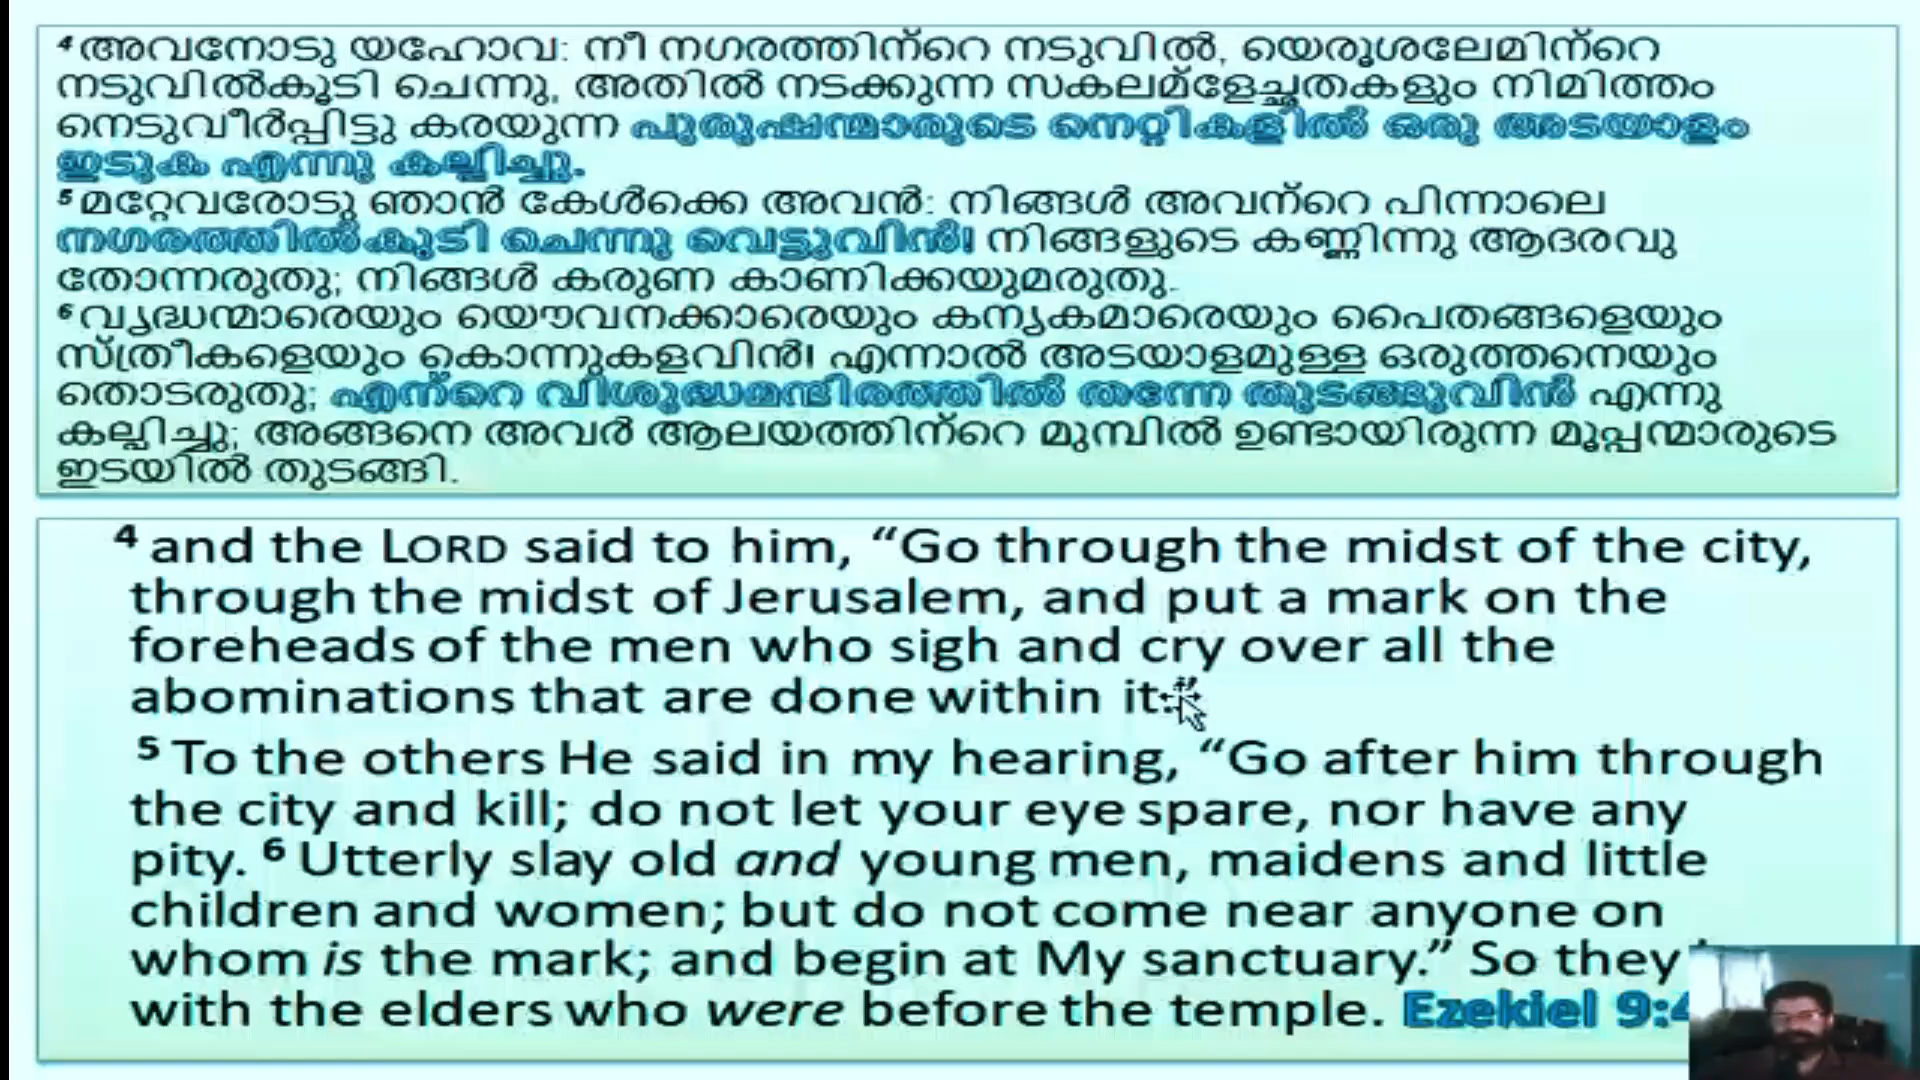 4 അവനോടു യഹോവ: നീ നഗരത്തിന്റെ നടുവിൽ, യെരൂശലേമിന്റെ
നടുവിൽകൂടി ചെന്നു, അതിൽ നടക്കുന്ന സകലമ്ളേച്ഛതകളും നിമിത്തം
നെടുവീർപ്പിട്ടു കരയുന്ന പുരുഷന്മാരുടെ നെറ്റികളിൽ ഒരു അടയാളം
ഇടുക എന്നു കല്പിച്ചു.
5 മറ്റേവരോടു ഞാൻ കേൾക്കെ അവൻ: നിങ്ങൾ അവന്റെ പിന്നാലെ
നഗരത്തിൽകൂടി ചെന്നു വെട്ടുവിൻ! നിങ്ങളുടെ കണ്ണിന്നു ആദരവു
തോന്നരുതു; നിങ്ങൾ കരുണ കാണിക്കയുമരുതു.
6 വൃദ്ധന്മാരെയും യൌവനക്കാരെയും കന്യകമാരെയും പൈതങ്ങളെയും
സ്ത്രീകളെയും കൊന്നുകളവിൻ! എന്നാൽ അടയാളമുള്ള ഒരുത്തനെയും
തൊടരുതു; എന്റെ വിശുദ്ധമന്ദിരത്തിൽ തന്നേ തുടങ്ങുവിൻ എന്നു
കല്പിച്ചു; അങ്ങനെ അവർ ആലയത്തിന്റെ മുമ്പിൽ ഉണ്ടായിരുന്ന മൂപ്പന്മാരുടെ
ഇടയിൽ തുടങ്ങി.
4 and the LORD said to him, “Go through the midst of the city,
through the midst of Jerusalem, and put a mark on the
foreheads of the men who sigh and cry over all the
abominations that are done within it.”
5 To the others He said in my hearing, “Go after him through
the city and kill; do not let your eye spare, nor have any
pity. 6 Utterly slay old and young men, maidens and little
children and women; but do not come near anyone on
whom is the mark; and begin at My sanctuary.” So they
with the elders who were before the temple. Ezekiel 9:4